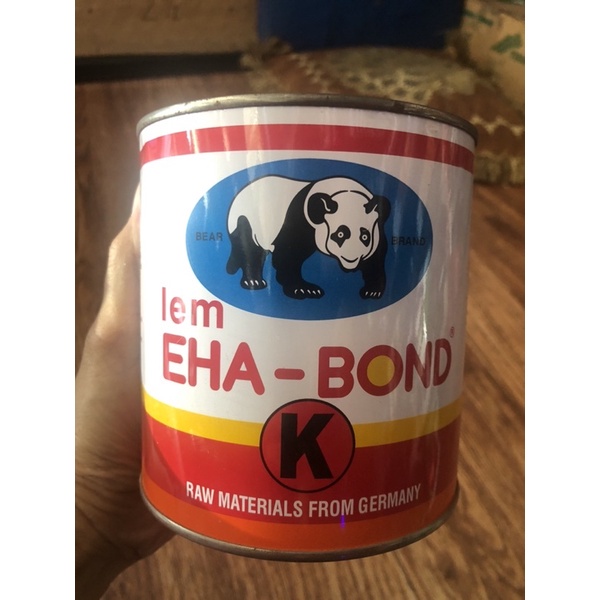 BEAR BRAND
lem
EHA-BOND®
K
RAW MATERIALS FROM GERMANY